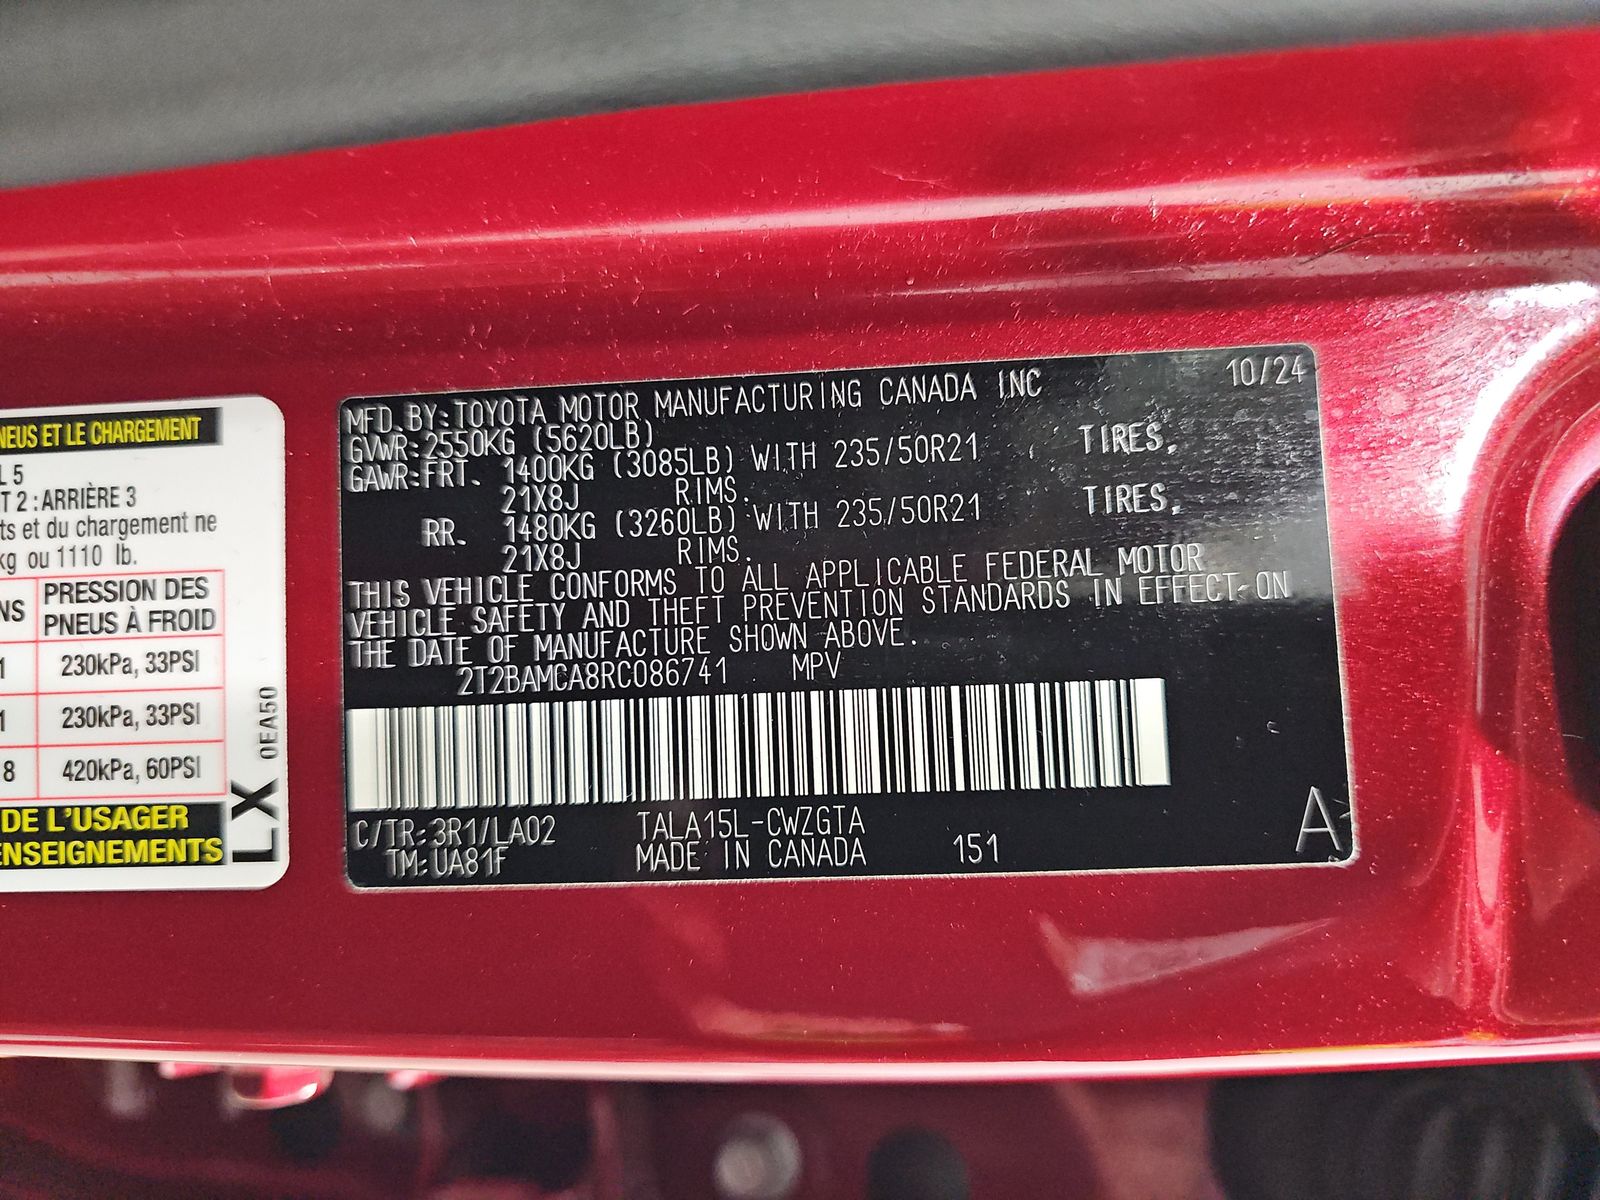 NEUS ET LE CHARGEMENT
L 5
T 2 : ARRIÈRE 3
ts et du chargement ne
kg ou 1110 lb.
NS PRESSION DES PNEUS À FROID
1 230kPa, 33PSI
1 230kPa, 33PSI
8 420kPa, 60PSI
DE L'USAGER
ENSEIGNEMENTS
LX 0EA50
MFD.BY:TOYOTA MOTOR MANUFACTURING CANADA INC 10/24
GVWR:2550KG (5620LB)
GAWR:FRT. 1400KG (3085LB) WITH 235/50R21 TIRES,
21X8J RIMS.
RR. 1480KG (3260LB) WITH 235/50R21 TIRES,
21X8J RIMS.
THIS VEHICLE CONFORMS TO ALL APPLICABLE FEDERAL MOTOR
VEHICLE SAFETY AND THEFT PREVENTION STANDARDS IN EFFECT ON
THE DATE OF MANUFACTURE SHOWN ABOVE.
2T2BAMCA8RC086741 MPV
C/TR:3R1/LA02 TALA15L-CWZGTA
TM:UA81F MADE IN CANADA 151 A